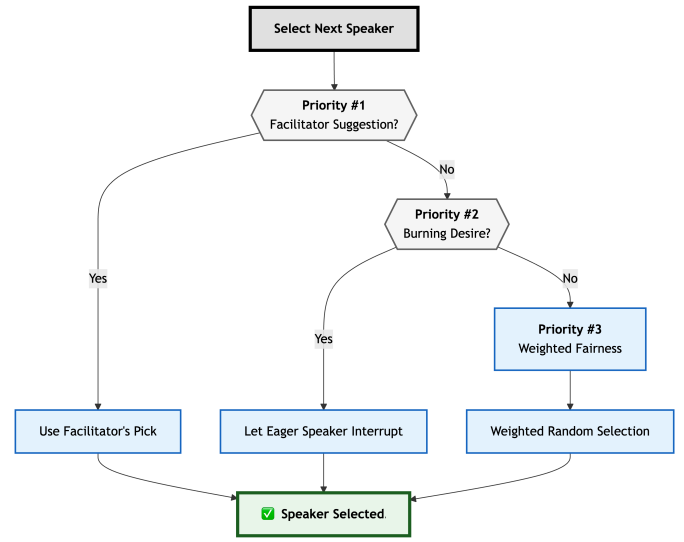 Select Next Speaker
Priority #1
Facilitator Suggestion?
No
Priority #2
Burning Desire?
Yes
No
Yes
Priority #3
Weighted Fairness
Use Facilitator's Pick
Let Eager Speaker Interrupt
Weighted Random Selection
✅ Speaker Selected.